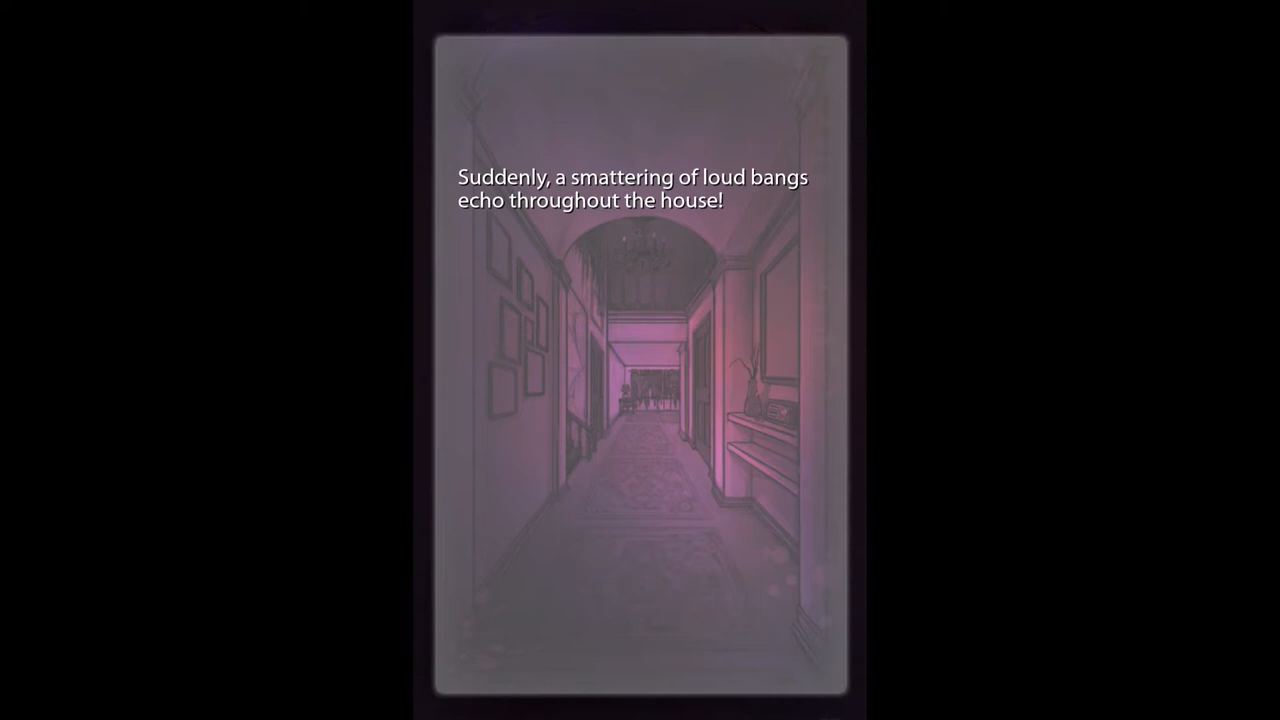 Suddenly, a smattering of loud bangs
echo throughout the house!